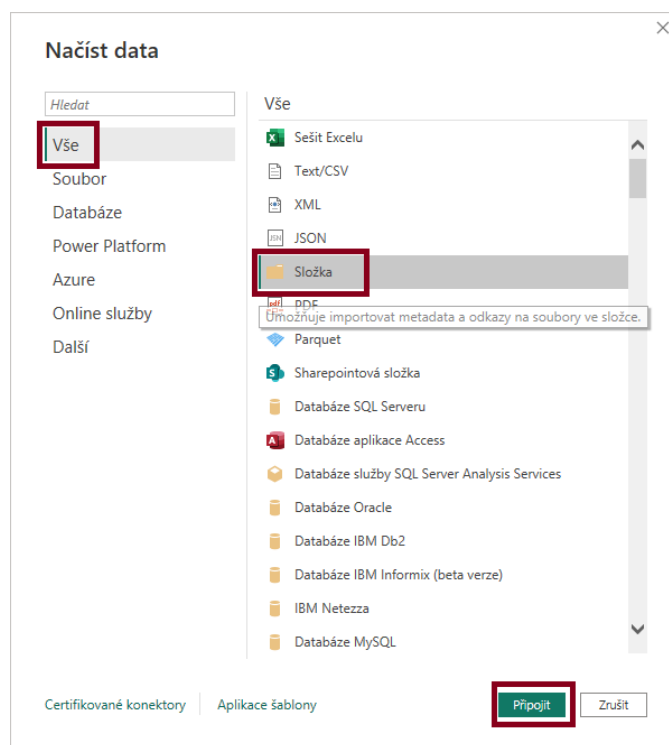 Načíst data
Hledat
Vše
Soubor
Databáze
Power Platform
Azure
Online služby
Další
Vše
Sešit Excelu
Text/CSV
XML
JSON
Složka
PDF
Umožňuje importovat metadata a odkazy na soubory ve složce.
Parquet
Sharepointová složka
Databáze SQL Serveru
Databáze aplikace Access
Databáze služby SQL Server Analysis Services
Databáze Oracle
Databáze IBM Db2
Databáze IBM Informix (beta verze)
IBM Netezza
Databáze MySQL
Certifikované konektory
Aplikace šablony
Připojit
Zrušit